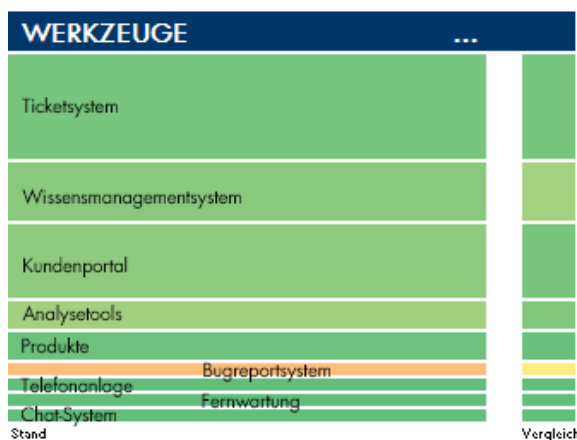 WERKZEUGE ...
Ticketsystem
Wissensmanagementsystem
Kundenportal
Analysetools
Produkte
Bugreportsystem
Telefonanlage
Fernwartung
Chat-System
Stand Vergleich